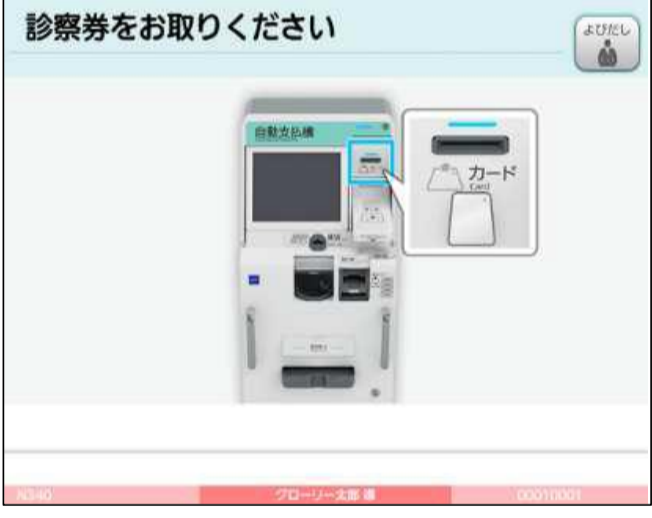 診察券をお取りください
よびだし
自動支払機
カード
Card
N340
グローリー太郎 様
00010001